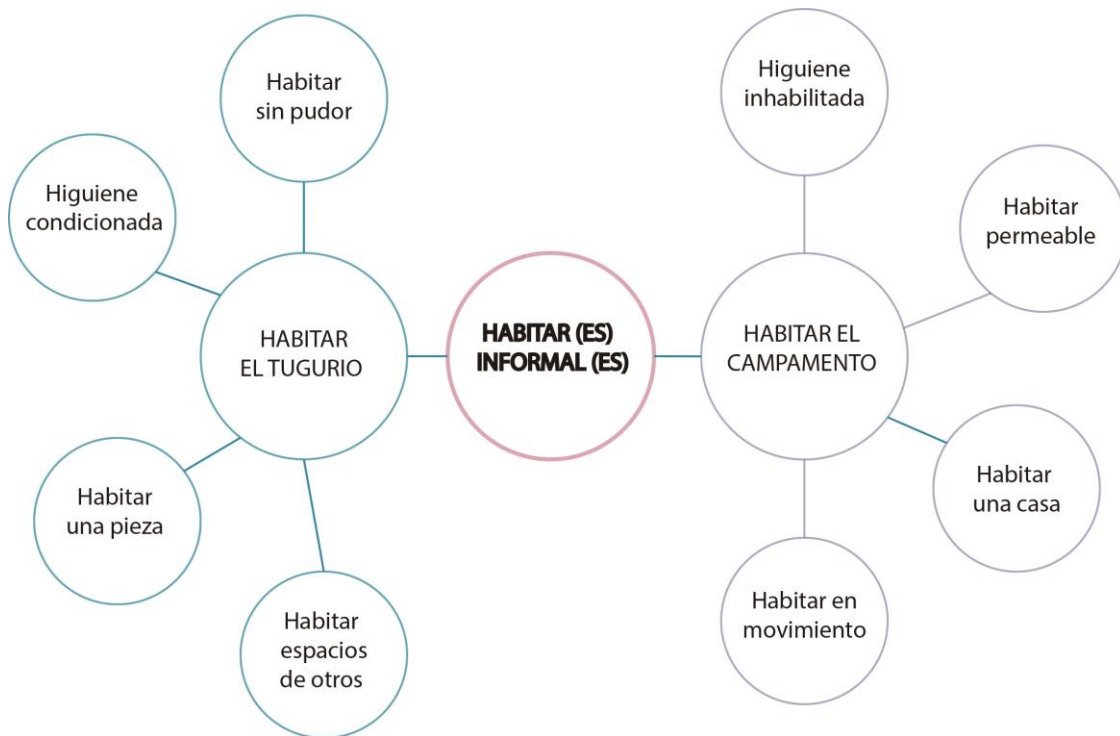 Habitar
sin pudor
Higuiene
condicionada
HABITAR
EL TUGURIO
Habitar
una pieza
Habitar
espacios
de otros
HABITAR (ES)
INFORMAL (ES)
Higuiene
inhabilitada
Habitar
permeable
HABITAR EL
CAMPAMENTO
Habitar
una casa
Habitar en
movimiento